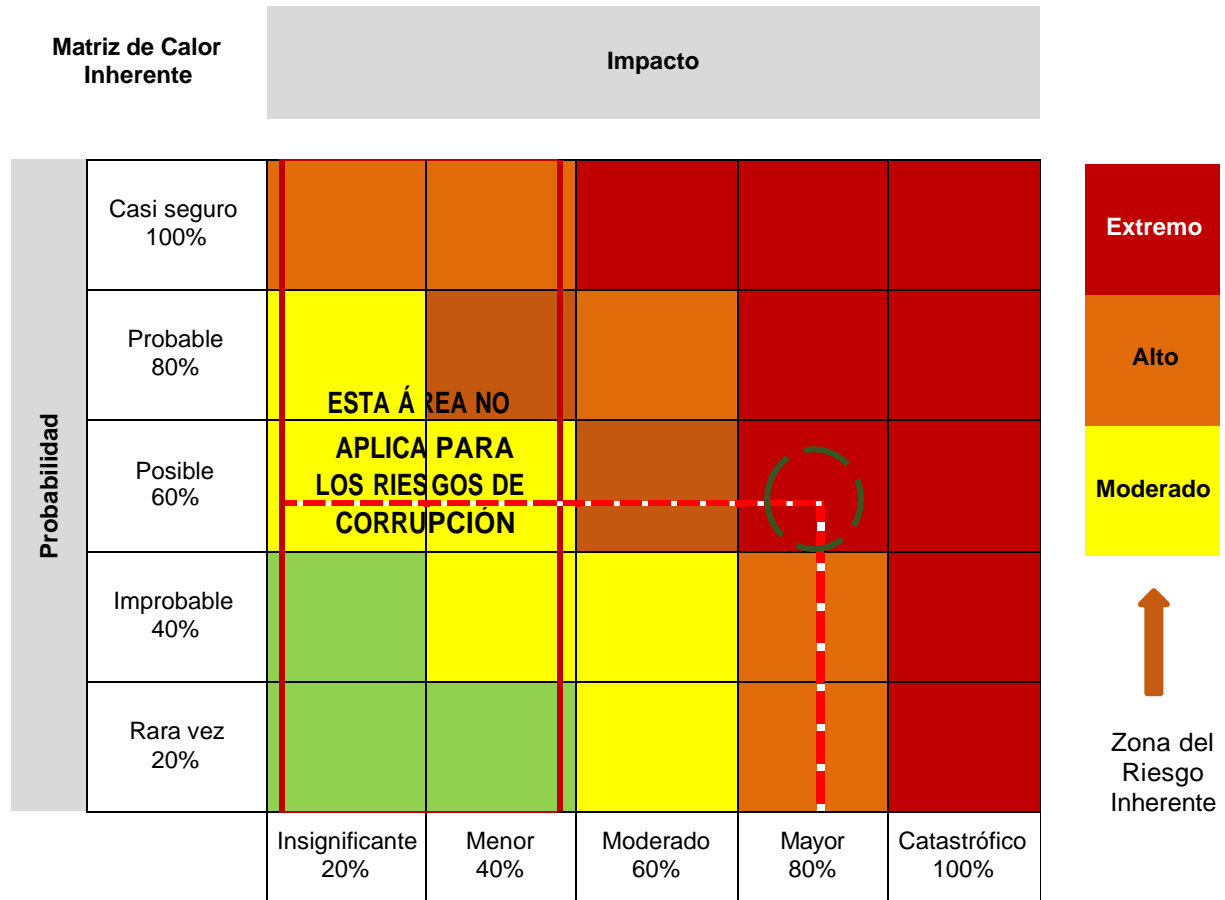 Matriz de Calor
Inherente
Impacto
Probabilidad
Casi seguro
100%
Probable
80%
Posible
60%
Improbable
40%
Rara vez
20%
ESTA ÁREA NO
APLICA PARA
LOS RIESGOS DE
CORRUPCIÓN
Insignificante
20%
Menor
40%
Moderado
60%
Mayor
80%
Catastrófico
100%
Extremo
Alto
Moderado
Zona del
Riesgo
Inherente